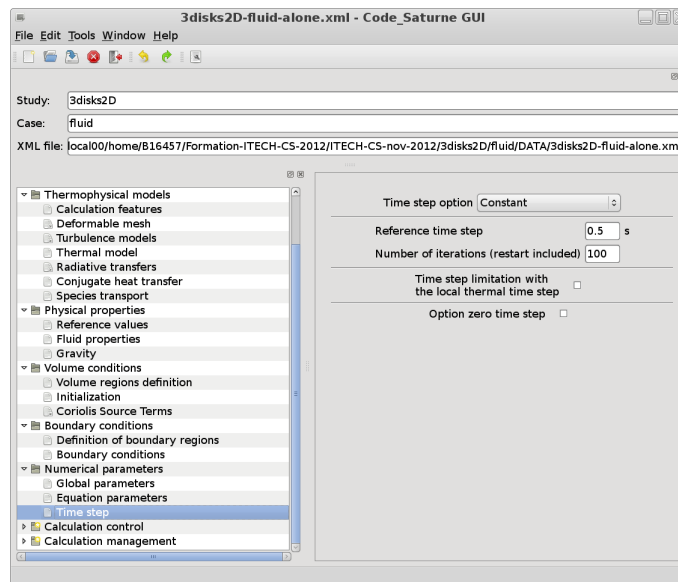 3disks2D-fluid-alone.xml - Code_Saturne GUI
File Edit Tools Window Help
Study: 3disks2D
Case: fluid
XML file: local00/home/B16457/Formation-ITECH-CS-2012/ITECH-CS-nov-2012/3disks2D/fluid/DATA/3disks2D-fluid-alone.xm
Thermophysical models
Calculation features
Deformable mesh
Turbulence models
Thermal model
Radiative transfers
Conjugate heat transfer
Species transport
Physical properties
Reference values
Fluid properties
Gravity
Volume conditions
Volume regions definition
Initialization
Coriolis Source Terms
Boundary conditions
Definition of boundary regions
Boundary conditions
Numerical parameters
Global parameters
Equation parameters
Time step
Calculation control
Calculation management
Time step option Constant
Reference time step 0.5 s
Number of iterations (restart included) 100
Time step limitation with
the local thermal time step
Option zero time step